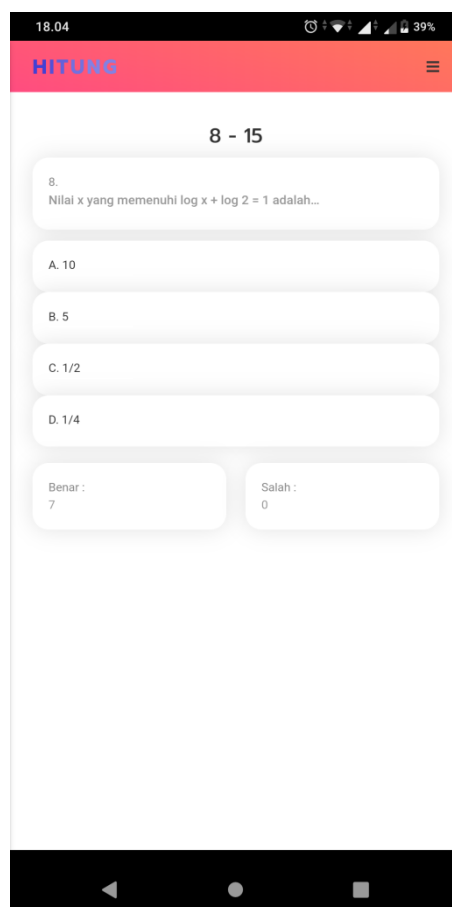 18.04
39%
HITUNG
8 - 15
8.
Nilai x yang memenuhi log x + log 2 = 1 adalah...
A. 10
B. 5
C. 1/2
D. 1/4
Benar :
7
Salah :
0